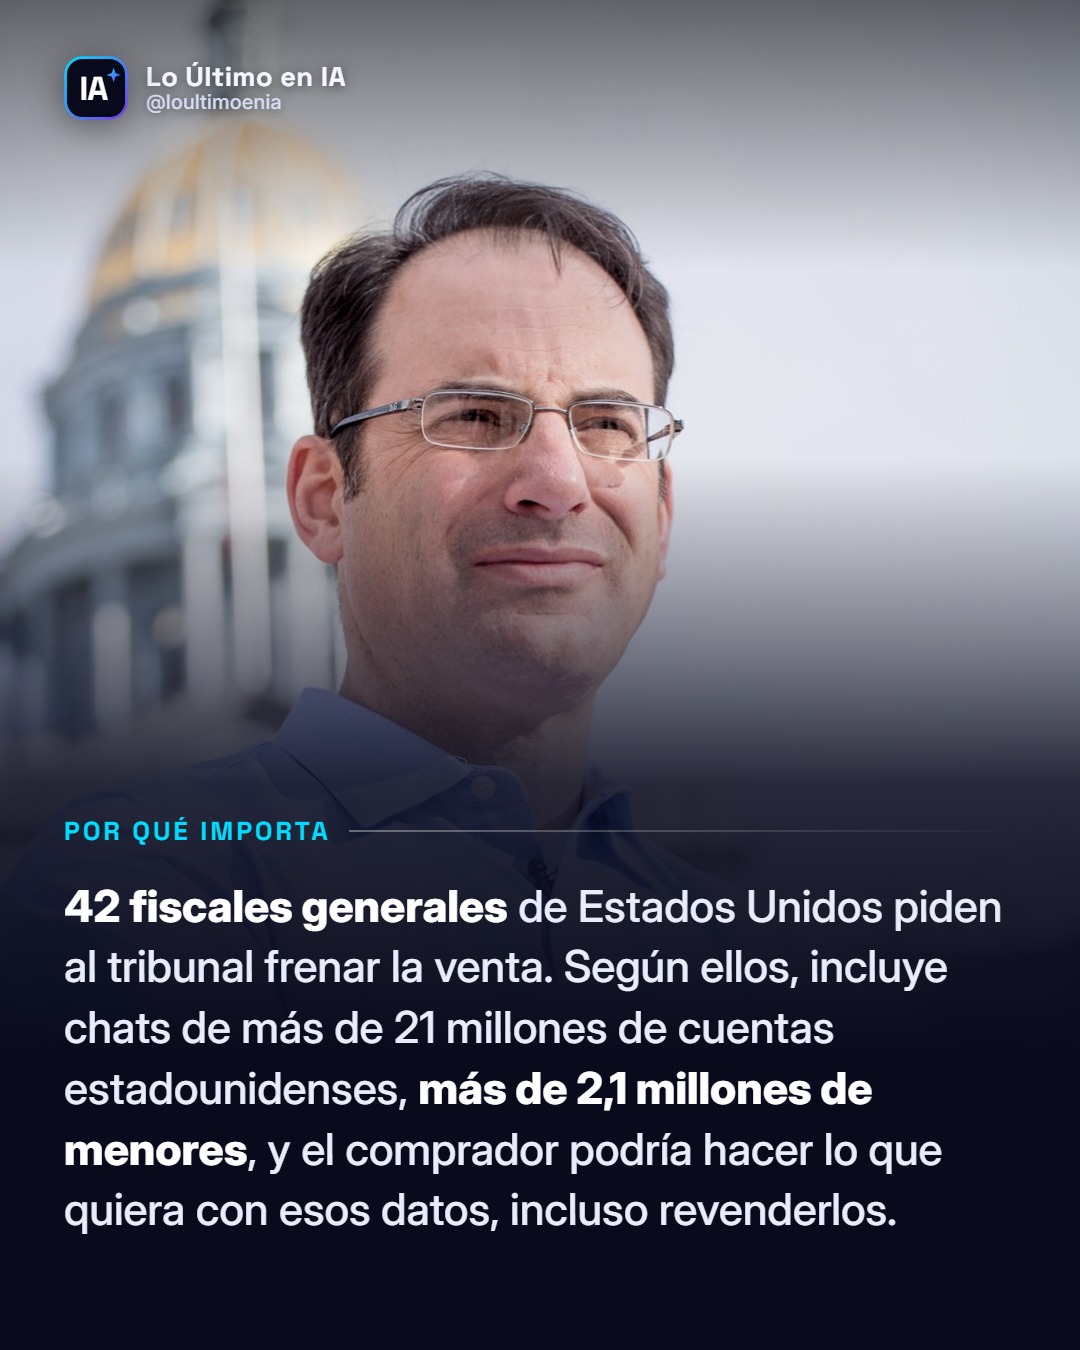 IA
Lo Último en IA
@loultimoenia
POR QUÉ IMPORTA
42 fiscales generales de Estados Unidos piden
al tribunal frenar la venta. Según ellos, incluye
chats de más de 21 millones de cuentas
estadounidenses, más de 2,1 millones de
menores, y el comprador podría hacer lo que
quiera con esos datos, incluso revenderlos.